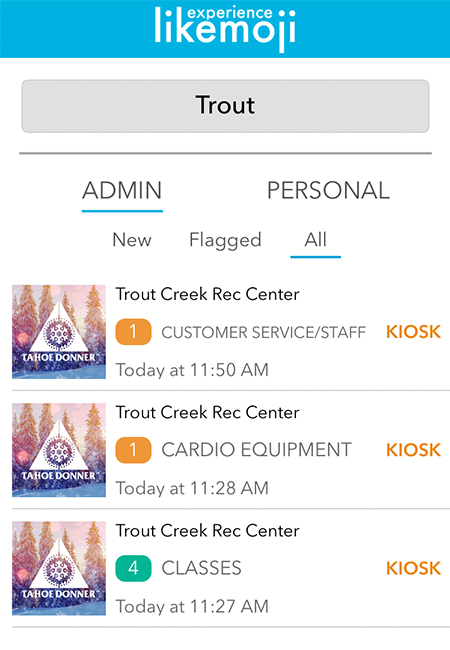 experience
likemoji
Trout
ADMIN PERSONAL
New Flagged All
Trout Creek Rec Center
1 CUSTOMER SERVICE/STAFF KIOSK
TAHOE DONNER
Today at 11:50 AM
Trout Creek Rec Center
1 CARDIO EQUIPMENT KIOSK
TAHOE DONNER
Today at 11:28 AM
Trout Creek Rec Center
4 CLASSES KIOSK
TAHOE DONNER
Today at 11:27 AM